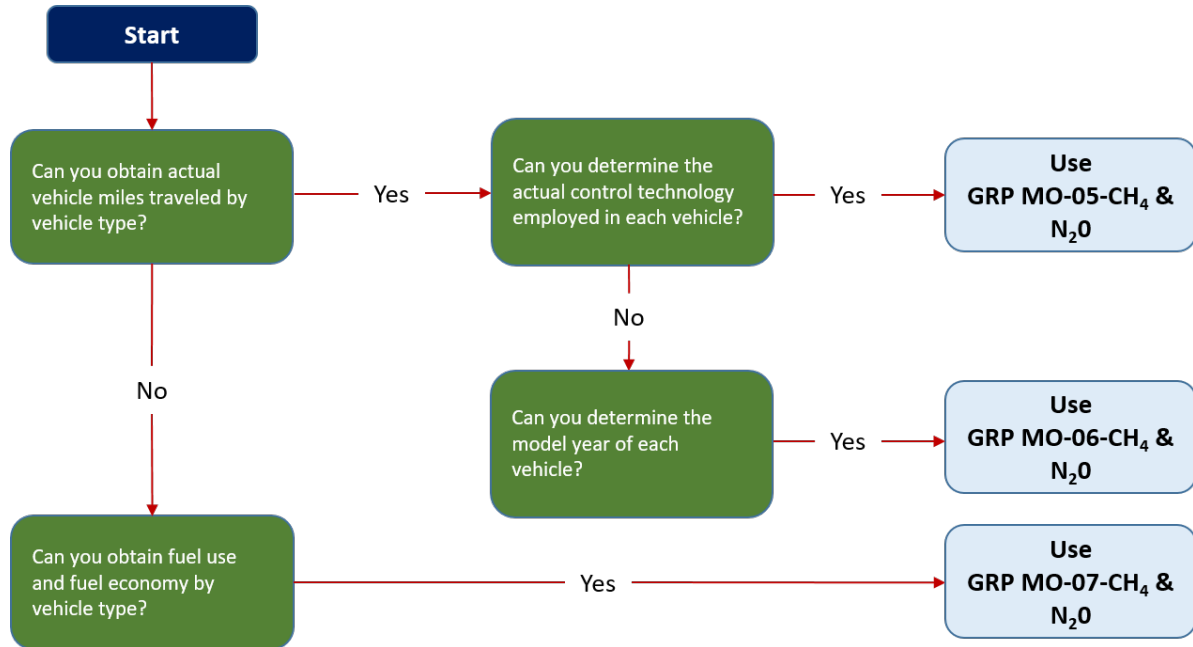 Start
Can you obtain actual
vehicle miles traveled by
vehicle type?
Yes
Can you determine the
actual control technology
employed in each vehicle?
Yes
Use
GRP MO-05-CH₄ &
N₂0
No
No
Can you determine the
model year of each
vehicle?
Yes
Use
GRP MO-06-CH₄ &
N₂0
Can you obtain fuel use
and fuel economy by
vehicle type?
Yes
Use
GRP MO-07-CH₄ &
N₂0